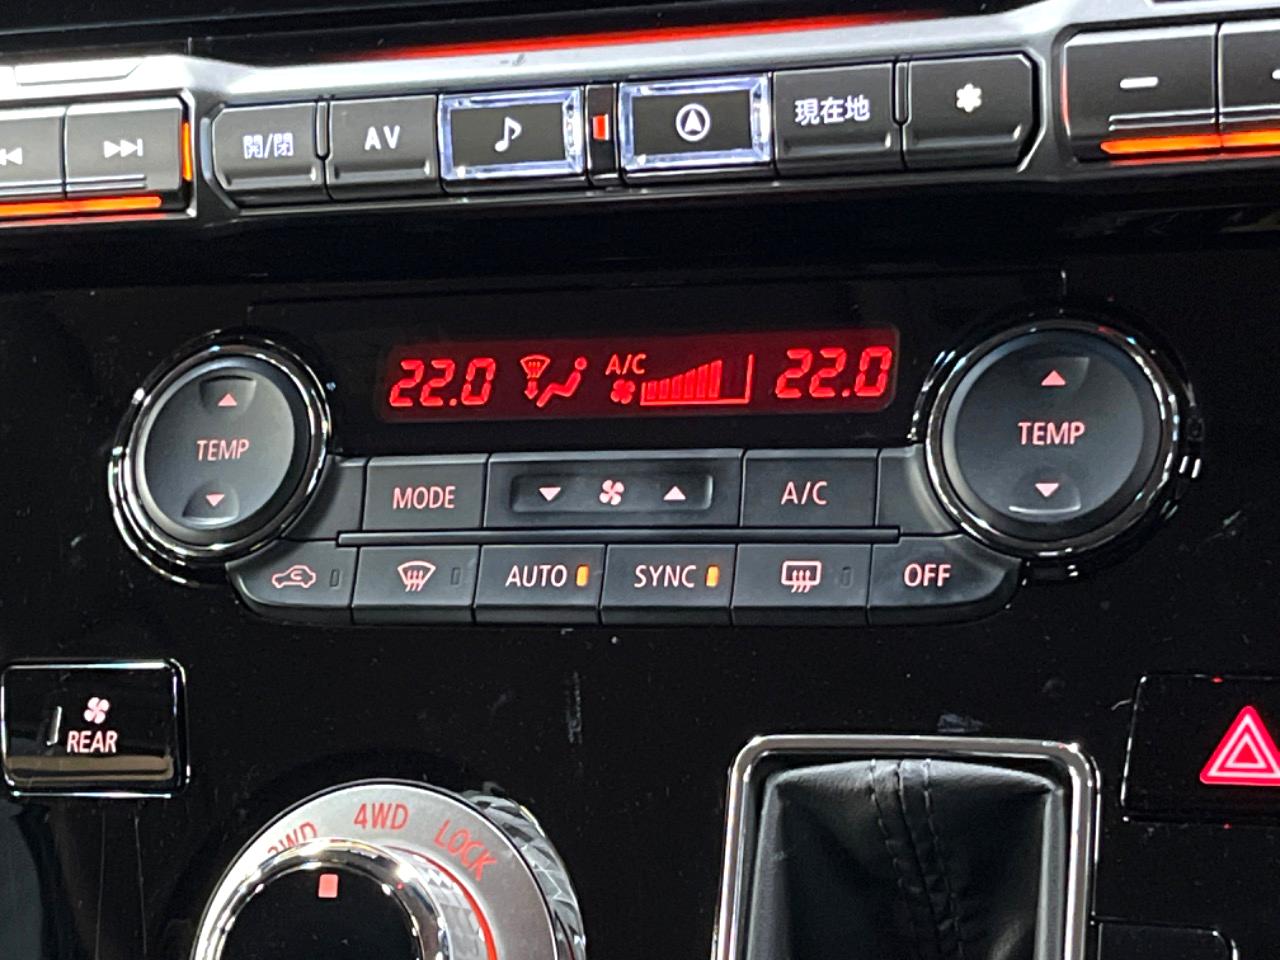 開/閉
AV
現在地
22.0
A/C
22.0
TEMP
MODE
A/C
TEMP
AUTO
SYNC
OFF
REAR
2WD
4WD
LOCK